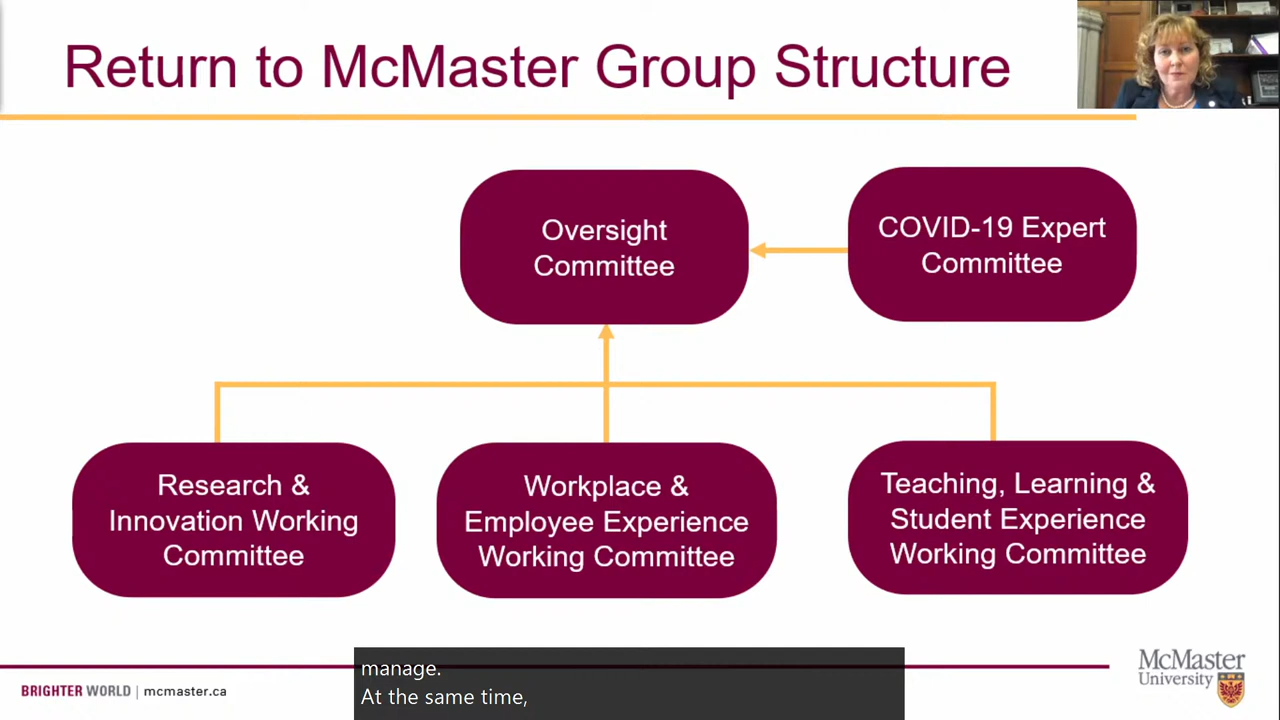 Return to McMaster Group Structure
Oversight
Committee
COVID-19 Expert
Committee
Research &
Innovation Working
Committee
Workplace &
Employee Experience
Working Committee
Teaching, Learning &
Student Experience
Working Committee
manage.
At the same time,
BRIGHTER WORLD | mcmaster.ca
McMaster
University